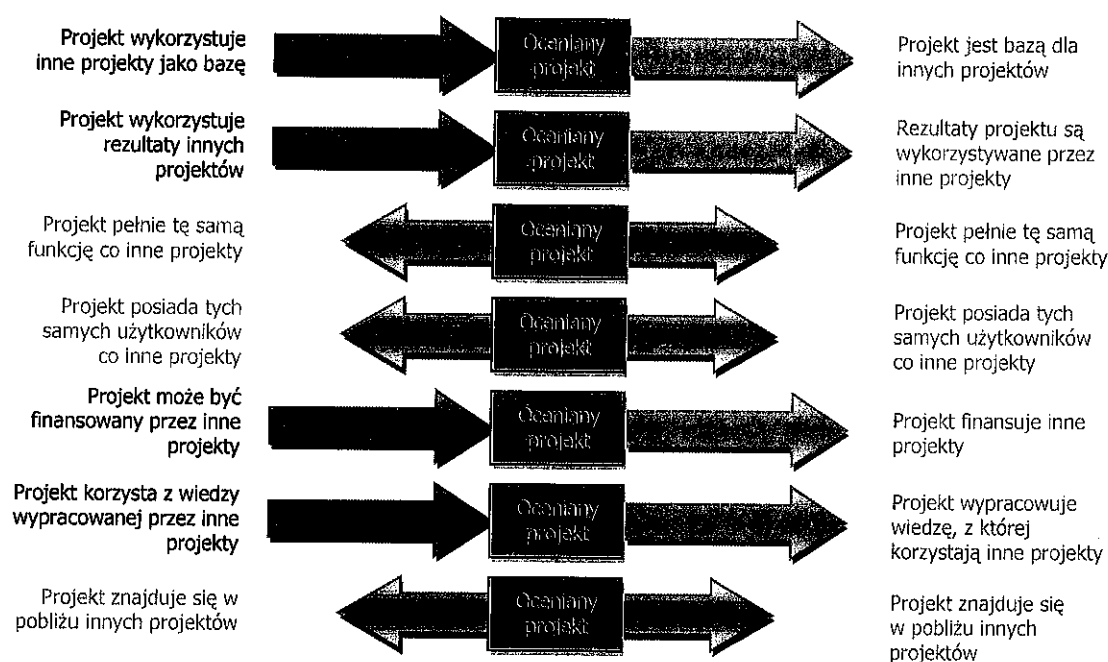 Projekt wykorzystuje
inne projekty jako bazę
Oceniany
projekt
Projekt jest bazą dla
innych projektów
Projekt wykorzystuje
rezultaty innych
projektów
Oceniany
projekt
Rezultaty projektu są
wykorzystywane przez
inne projekty
Projekt pełnie tę samą
funkcję co inne projekty
Oceniany
projekt
Projekt pełnie tę samą
funkcję co inne projekty
Projekt posiada tych
samych użytkowników
co inne projekty
Oceniany
projekt
Projekt posiada tych
samych użytkowników
co inne projekty
Projekt może być
finansowany przez inne
projekty
Oceniany
projekt
Projekt finansuje inne
projekty
Projekt korzysta z wiedzy
wypracowanej przez inne
projekty
Oceniany
projekt
Projekt wypracowuje
wiedzę, z której
korzystają inne projekty
Projekt znajduje się w
pobliżu innych projektów
Oceniany
projekt
Projekt znajduje się
w pobliżu innych
projektów